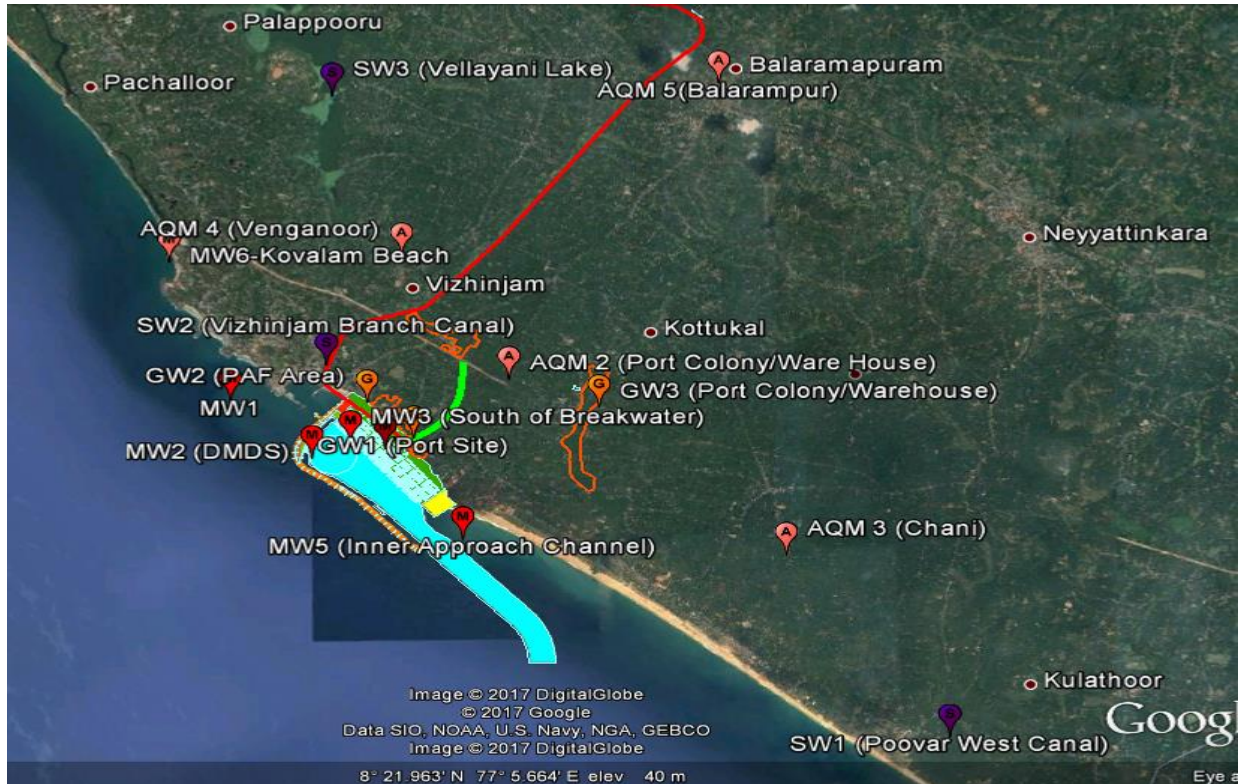 Palappooru
SW3 (Vellayani Lake)
Balaramapuram
Pachalloor
AQM 5(Balarampur)
AQM 4 (Venganoor)
Neyyattinkara
MW6-Kovalam Beach
Vizhinjam
SW2 (Vizhinjam Branch Canal)
Kottukal
AQM 2 (Port Colony/Ware House)
GW2 (PAF Area)
GW3 (Port Colony/Warehouse)
MW1
MW3 (South of Breakwater)
GW1 (Port Site)
MW2 (DMDS)
AQM 3 (Chani)
MW5 (Inner Approach Channel)
Kulathoor
Image © 2017 DigitalGlobe
© 2017 Google
Data SIO, NOAA, U.S. Navy, NGA, GEBCO
Image © 2017 DigitalGlobe
Googl
SW1 (Poovar West Canal)
8° 21.963' N 77° 5.664' E elev 40 m
Eye a